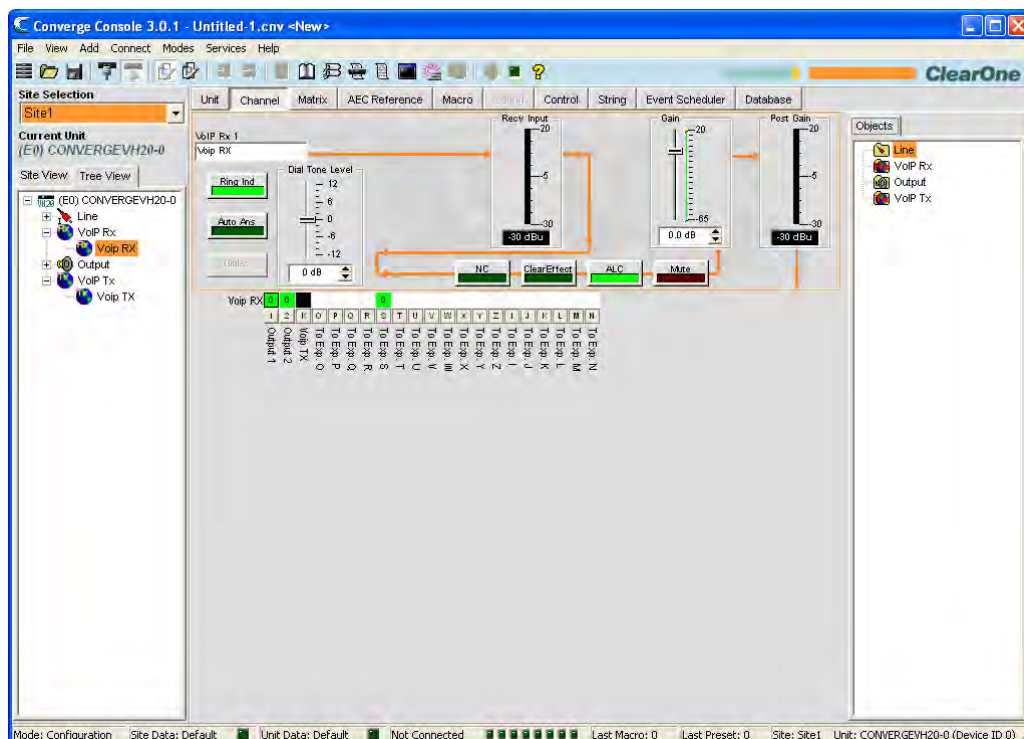 Converge Console 3.0.1 - Untitled-1.cnv <New>
File View Add Connect Modes Services Help
ClearOne
Site Selection
Site1
Current Unit
(E0) CONVERGEVH20-0
Site View Tree View
(E0) CONVERGEVH20-0
Line
VoIP Rx
Voip RX
Output
VoIP Tx
Voip TX
Unit Channel Matrix AEC Reference Macro Control String Event Scheduler Database
VoIP Rx 1
Voip RX
Ring Ind
Auto Ans
Dial Tone Level
12
6
0
-6
-12
0 dB
Recv Input
20
-5
-30
-30 dBu
Gain
20
-65
0.0 dB
Post Gain
20
-5
-30
-30 dBu
NC ClearEffect ALC Mute
Voip RX 0 0 0
1 2 K O P Q R S T U V W X Y Z I J K L M N
Output 1
Output 2
Voip TX
To Exp. O
To Exp. P
To Exp. Q
To Exp. R
To Exp. S
To Exp. T
To Exp. U
To Exp. V
To Exp. W
To Exp. X
To Exp. Y
To Exp. Z
To Exp. I
To Exp. J
To Exp. K
To Exp. L
To Exp. M
To Exp. N
Objects
Line
VoIP Rx
Output
VoIP Tx
Mode: Configuration Site Data: Default Unit Data: Default Not Connected Last Macro: 0 Last Preset: 0 Site: Site1 Unit: CONVERGEVH20-0 (Device ID 0)